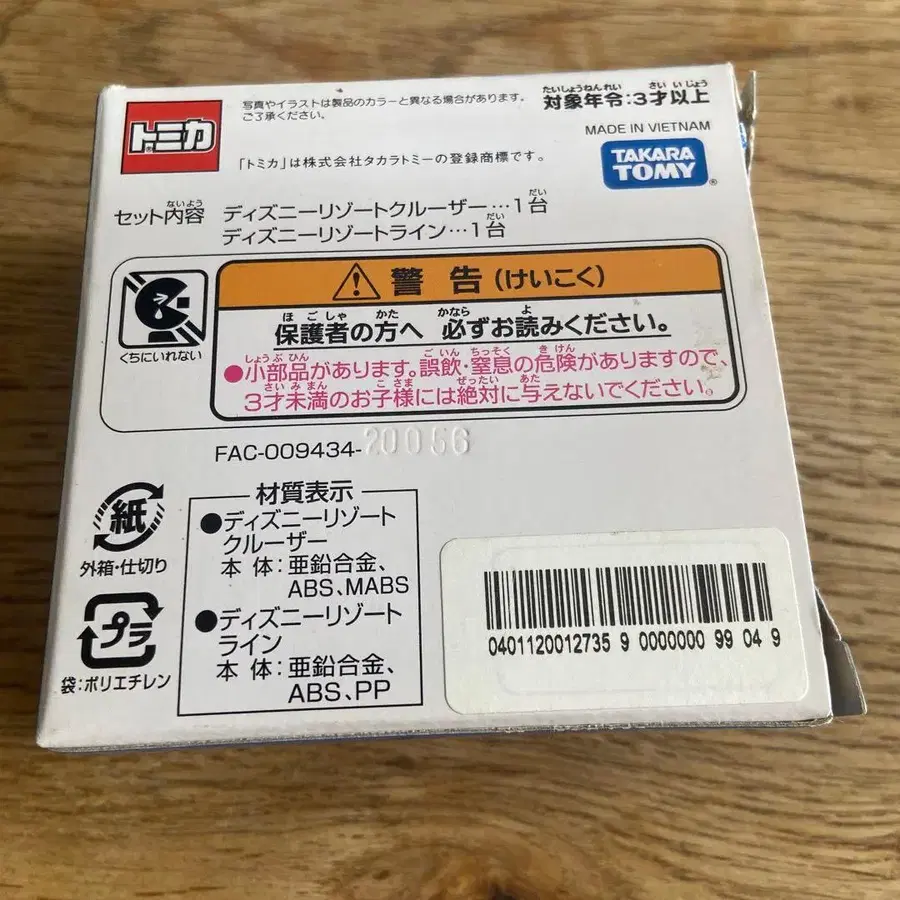 トミカ
写真やイラストは製品のカラーと異なる場合があります。
ご了承ください。
「トミカ」は株式会社タカラトミーの登録商標です。
たいしょうねんれい さいいじょう
対象年令:3才以上
MADE IN VIETNAM
TAKARA
TOMY®
ないよう だい
セット内容 ディズニーリゾートクルーザー…1台
だい
ディズニーリゾートライン…1台
くちにいれない
警告(けいこく)
ほごしゃ かた かなら よ
保護者の方へ 必ずお読みください。
しょうぶひん ごいん ちっそく きけん
●小部品があります。誤飲・窒息の危険がありますので、
さいみまん こさま ぜったい あた
3才未満のお子様には絶対に与えないでください。
FAC-009434-20056
紙
外箱・仕切り
プラ
袋:ポリエチレン
材質表示
●ディズニーリゾート
クルーザー
本体:亜鉛合金、
ABS、MABS
●ディズニーリゾート
ライン
本体:亜鉛合金、
ABS、PP
0401120012735 9 0000000 99 04 9